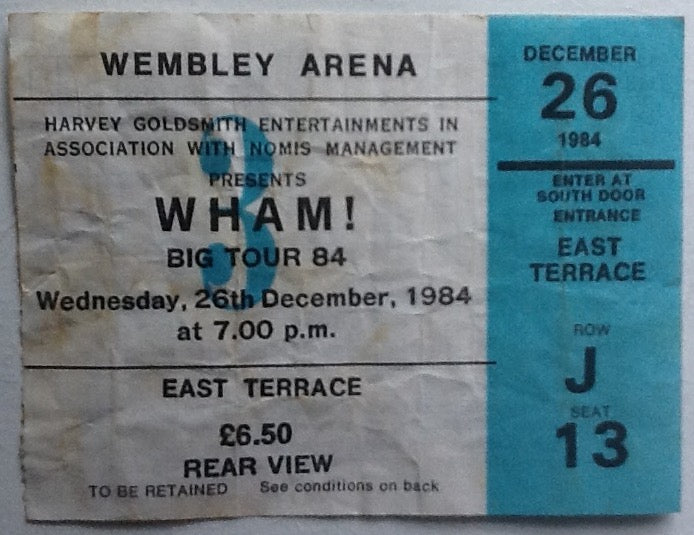 WEMBLEY ARENA
HARVEY GOLDSMITH ENTERTAINMENTS IN
ASSOCIATION WITH NOMIS MANAGEMENT
PRESENTS
WHAM!
BIG TOUR 84
Wednesday, 26th December, 1984
at 7.00 p.m.
EAST TERRACE
£6.50
REAR VIEW
TO BE RETAINED See conditions on back
3
DECEMBER
26
1984
ENTER AT
SOUTH DOOR
ENTRANCE
EAST
TERRACE
ROW
J
SEAT
13